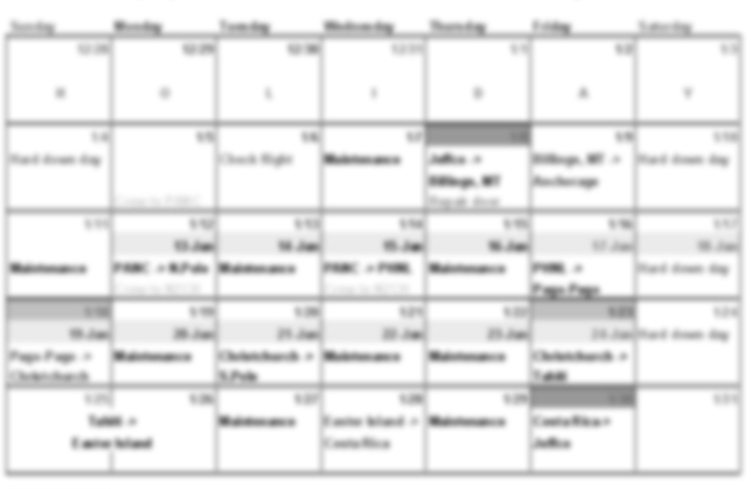 Sunday Monday Tuesday Wednesday Thursday Friday Saturday
12/28 12/29 12/30 12/31 1/1 1/2 1/3
H O L I D A Y
1/4 1/5 1/6 1/7 1/9 1/10
Hard down day Check flight Maintenance Jeffco -> Billings, MT -> Hard down day
Billings, MT Anchorage
Repair door
1/11 1/12 1/13 1/14 1/15 1/16 1/17
13-Jan 14-Jan 15-Jan 16-Jan 17-Jan 18-Jan
Maintenance PANC -> N.Pole Maintenance PANC -> PHNL Maintenance PHNL -> Hard down day
Pago-Pago
1/18 1/19 1/20 1/21 1/22 1/23 1/24
19-Jan 20-Jan 21-Jan 22-Jan 23-Jan 24-Jan Hard down day
Pago-Pago -> Maintenance Christchurch -> Maintenance Maintenance Christchurch ->
Christchurch S.Pole Tahiti
1/25 1/26 1/27 1/28 1/29 1/30 1/31
Tahiti -> Maintenance Easter Island -> Maintenance Costa Rica >
Easter Island Costa Rica Jeffco